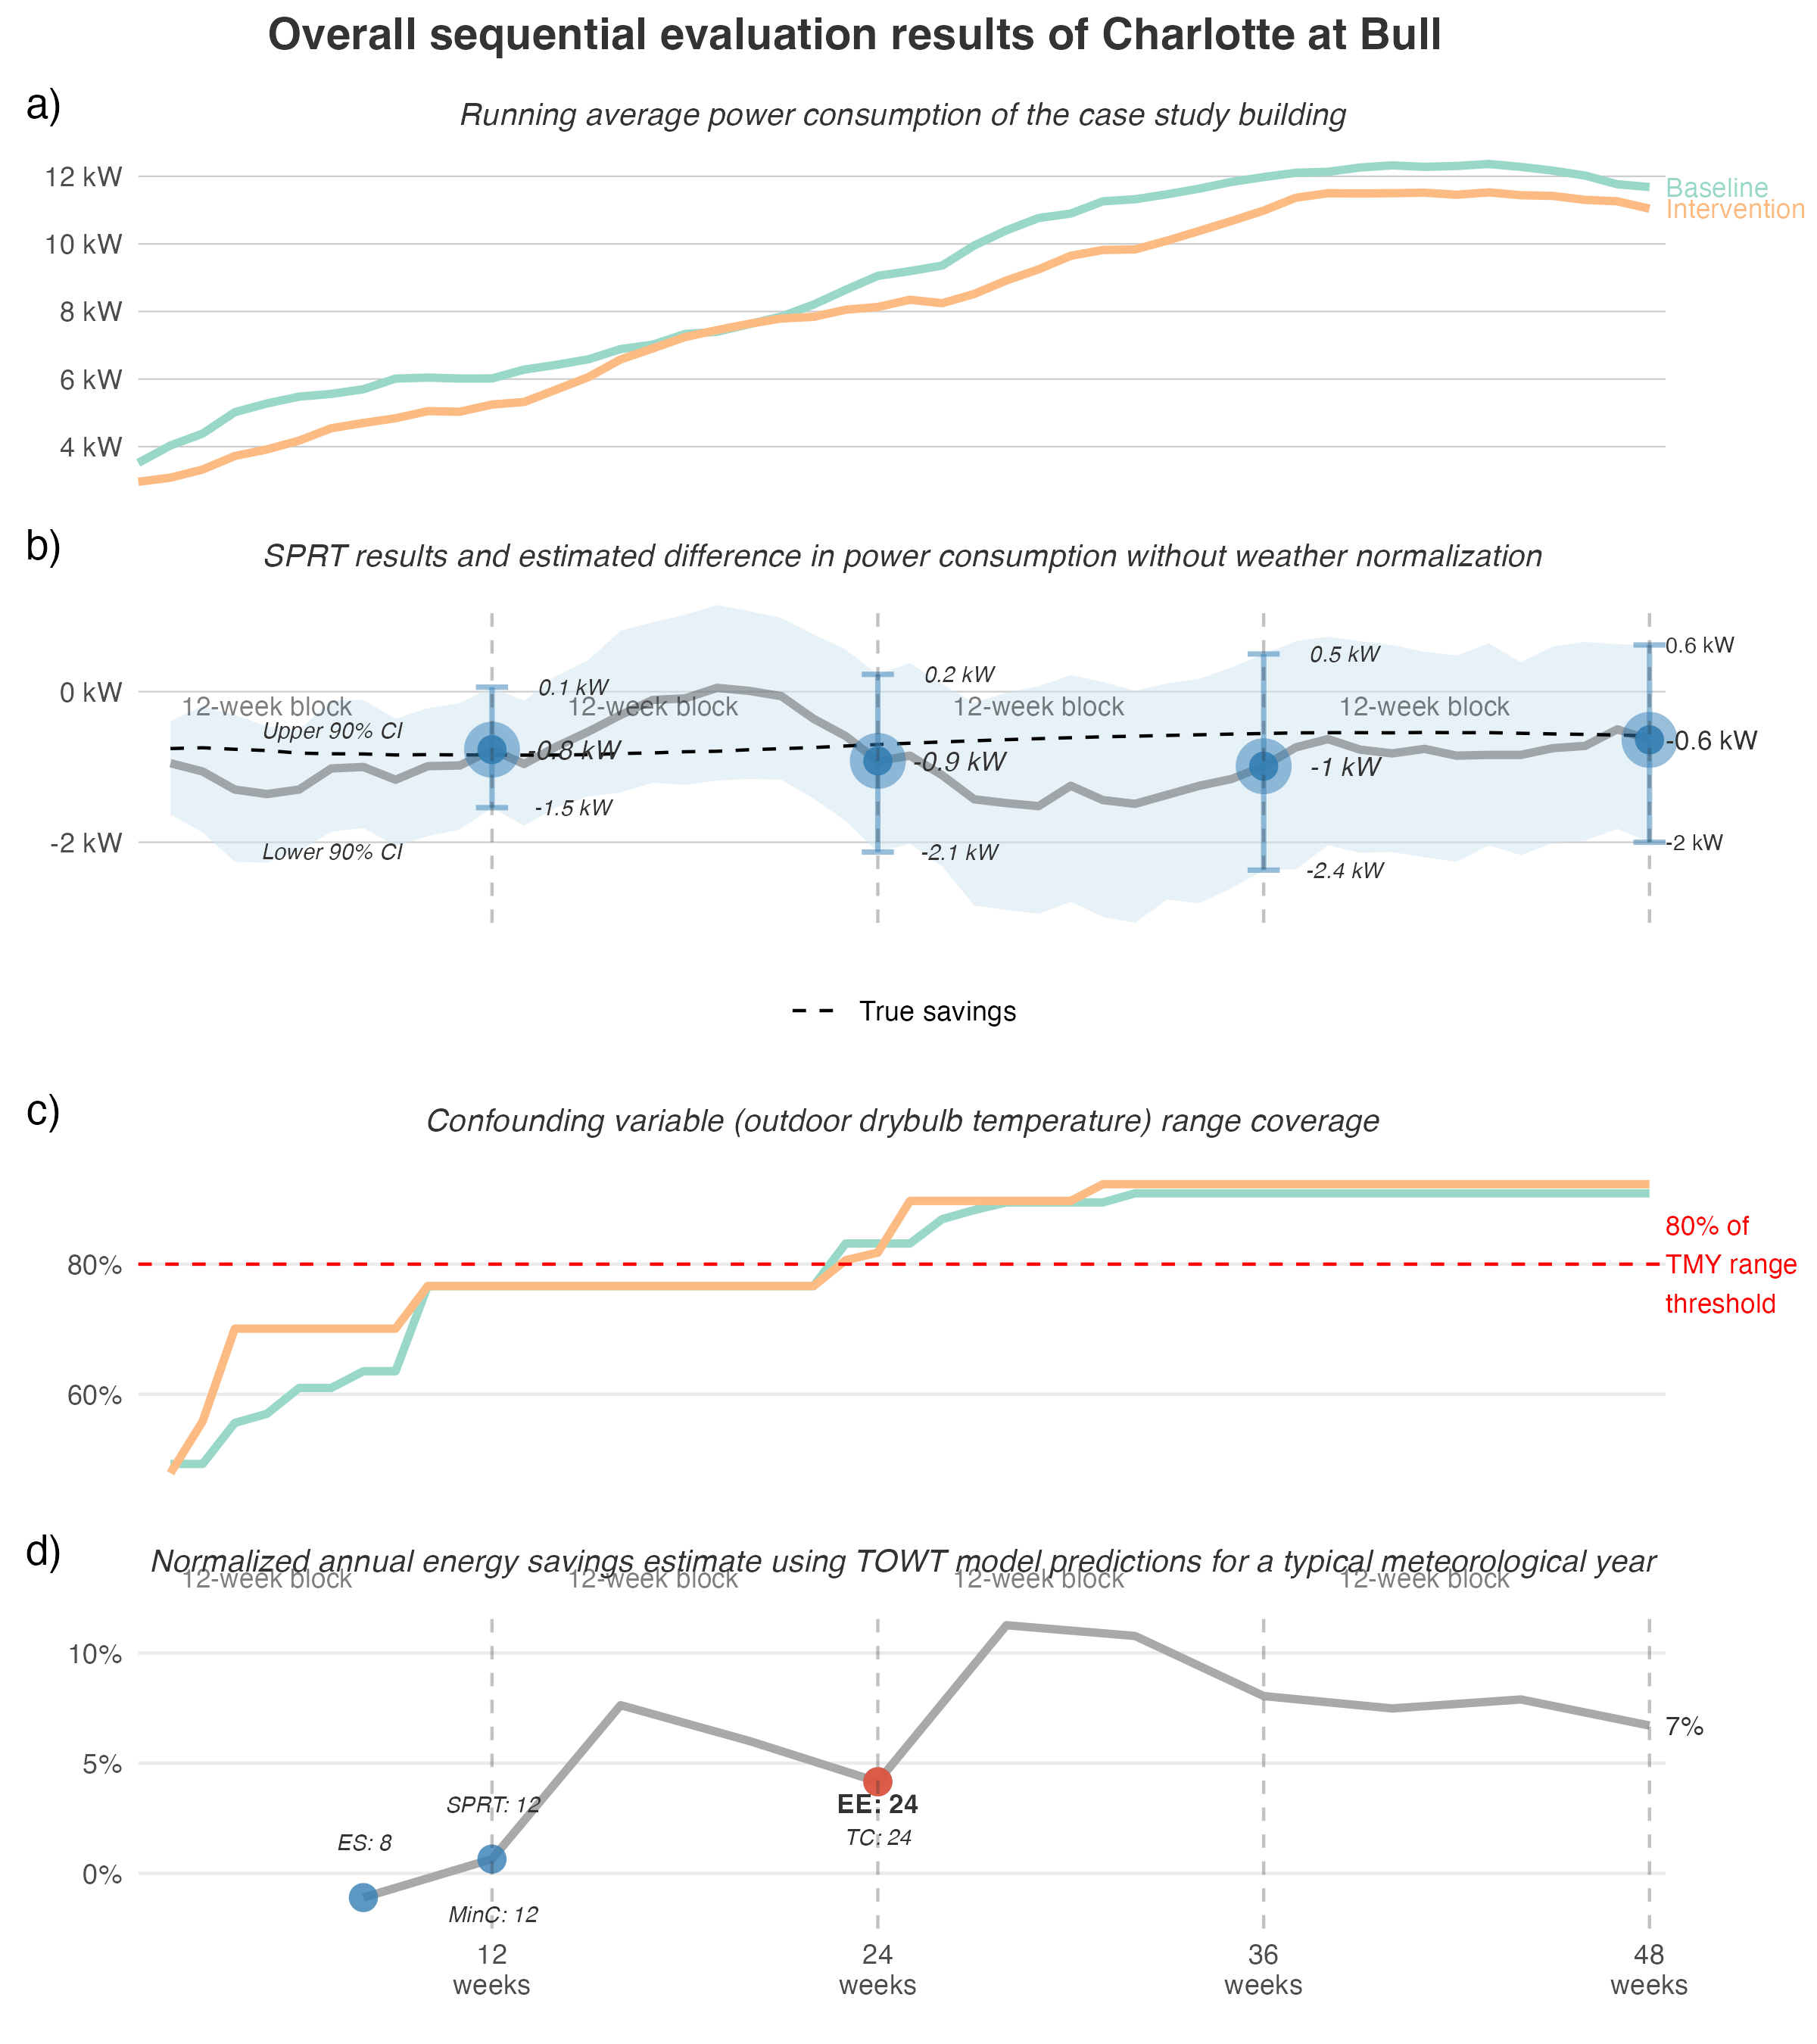 Overall sequential evaluation results of Charlotte at Bull
a)
Running average power consumption of the case study building
12 kW
10 kW
8 kW
6 kW
4 kW
Baseline
Intervention
b)
SPRT results and estimated difference in power consumption without weather normalization
0 kW
-2 kW
12-week block
12-week block
12-week block
12-week block
Upper 90% CI
Lower 90% CI
0.1 kW
-0.8 kW
-1.5 kW
0.2 kW
-0.9 kW
-2.1 kW
0.5 kW
-1 kW
-2.4 kW
0.6 kW
-0.6 kW
-2 kW
True savings
c)
Confounding variable (outdoor drybulb temperature) range coverage
80%
60%
80% of
TMY range
threshold
d)
Normalized annual energy savings estimate using TOWT model predictions for a typical meteorological year
12-week block
12-week block
12-week block
12-week block
10%
5%
0%
ES: 8
SPRT: 12
MinC: 12
EE: 24
TC: 24
7%
12
weeks
24
weeks
36
weeks
48
weeks